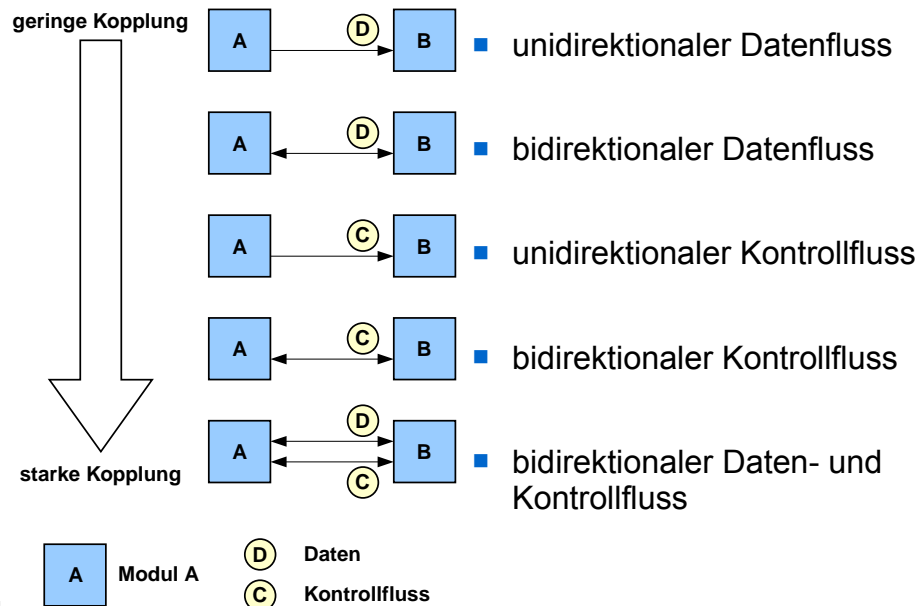 geringe Kopplung
A D B unidirektionaler Datenfluss
A D B bidirektionaler Datenfluss
A C B unidirektionaler Kontrollfluss
A C B bidirektionaler Kontrollfluss
D
A B bidirektionaler Daten- und
starke Kopplung
C Kontrollfluss
A Modul A
D Daten
C Kontrollfluss